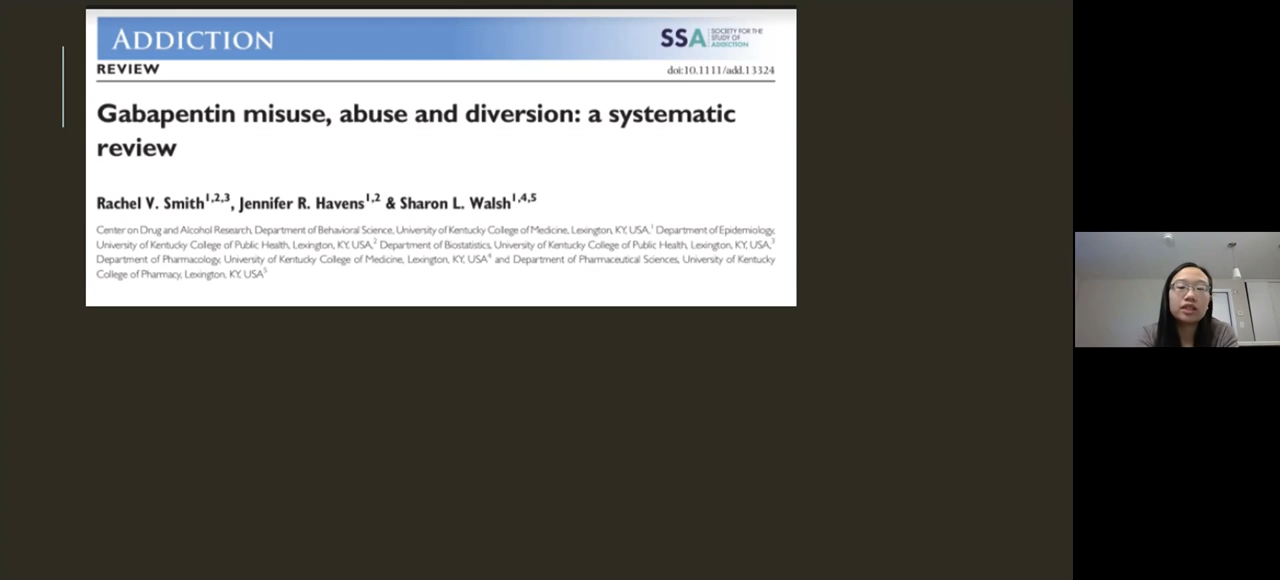 ADDICTION
SSA SOCIETY FOR THE
STUDY OF
ADDICTION
REVIEW
doi:10.1111/add.13324
Gabapentin misuse, abuse and diversion: a systematic
review
Rachel V. Smith1,2,3, Jennifer R. Havens1,2 & Sharon L. Walsh1,4,5
Center on Drug and Alcohol Research, Department of Behavioral Science, University of Kentucky College of Medicine, Lexington, KY, USA,1 Department of Epidemiology,
University of Kentucky College of Public Health, Lexington, KY, USA,2 Department of Biostatistics, University of Kentucky College of Public Health, Lexington, KY, USA,3
Department of Pharmacology, University of Kentucky College of Medicine, Lexington, KY, USA4 and Department of Pharmaceutical Sciences, University of Kentucky
College of Pharmacy, Lexington, KY, USA5